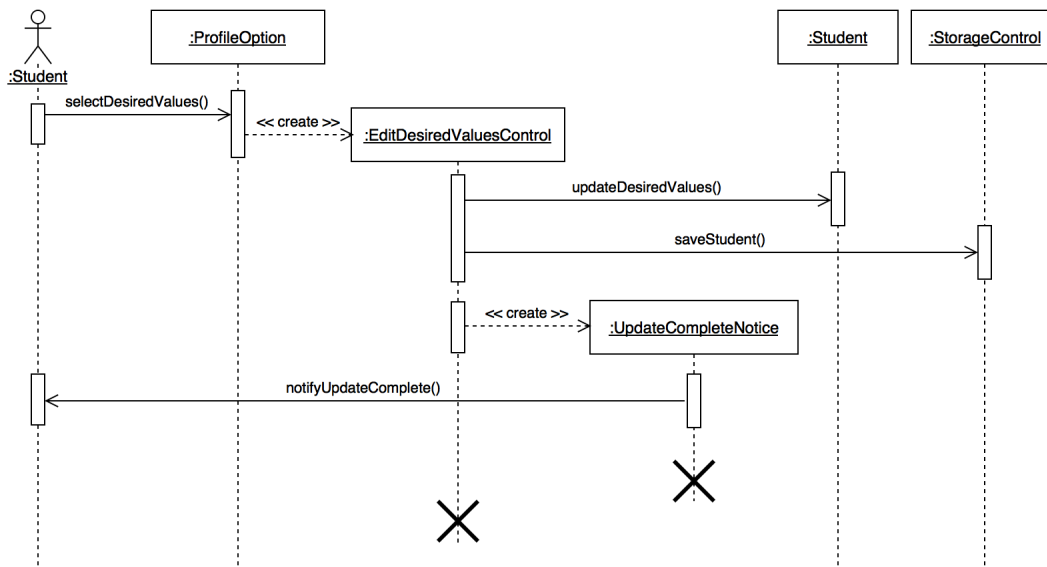 :ProfileOption
:Student
:StorageControl
:Student
selectDesiredValues()
<< create >>
:EditDesiredValuesControl
updateDesiredValues()
saveStudent()
<< create >>
:UpdateCompleteNotice
notifyUpdateComplete()